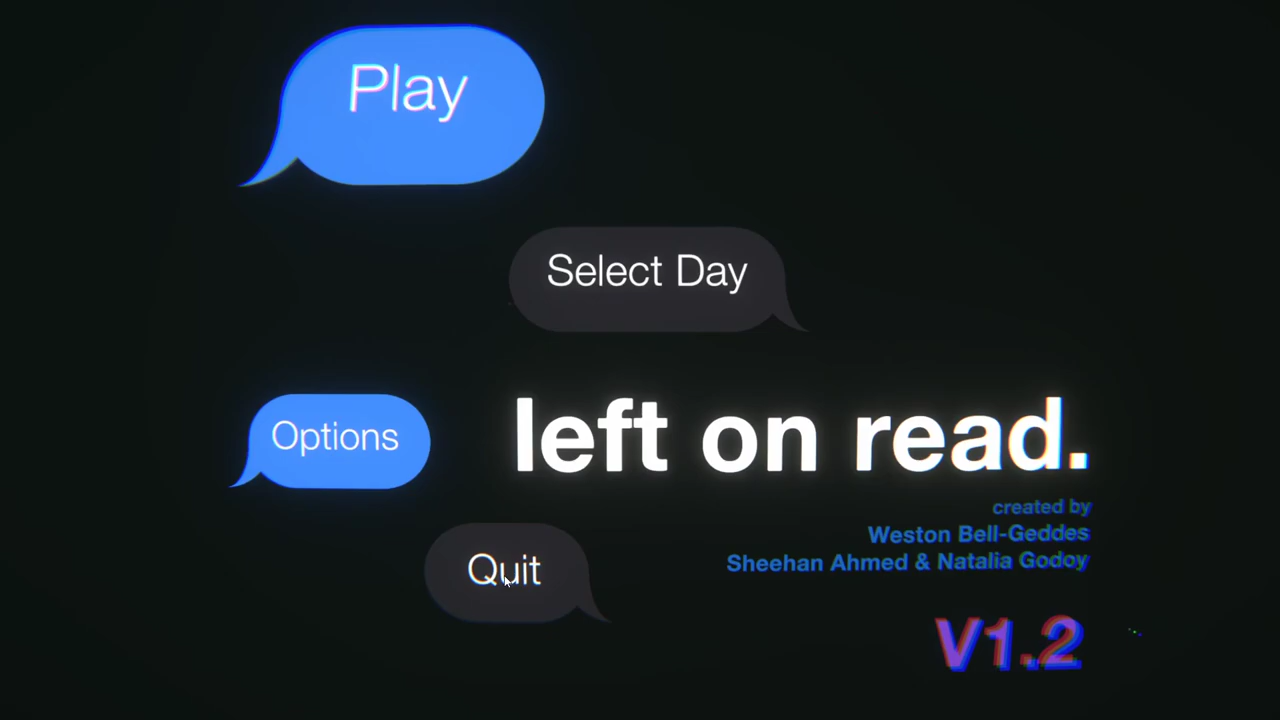 Play
Select Day
Options
left on read.
created by
Weston Bell-Geddes
Sheehan Ahmed & Natalia Godoy
Quit
V1.2